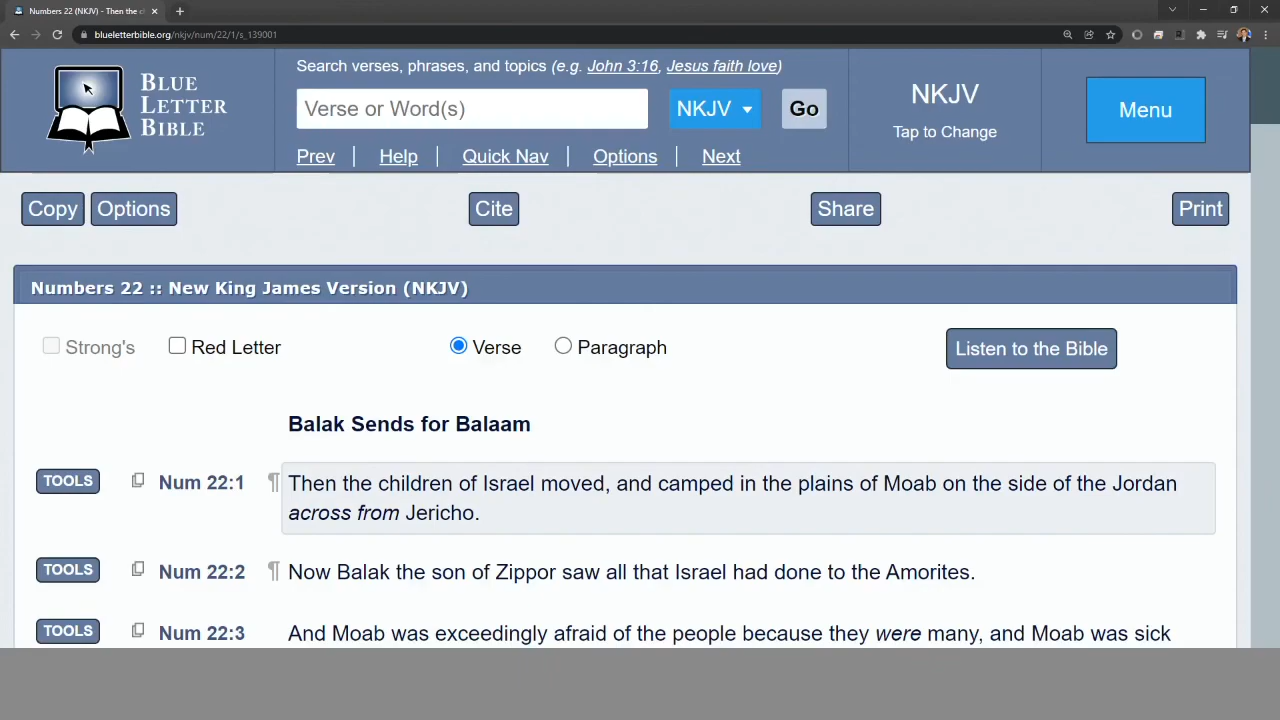 Numbers 22 (NKJV) - Then the c
blueletterbible.org/nkjv/num/22/1/s_139001
BLUE
LETTER
BIBLE
Search verses, phrases, and topics (e.g. John 3:16, Jesus faith love)
Verse or Word(s)
NKJV
Go
Prev | Help | Quick Nav | Options | Next
NKJV
Tap to Change
Menu
Copy
Options
Cite
Share
Print
Numbers 22 :: New King James Version (NKJV)
Strong's
Red Letter
Verse
Paragraph
Listen to the Bible
Balak Sends for Balaam
TOOLS Num 22:1 ¶ Then the children of Israel moved, and camped in the plains of Moab on the side of the Jordan
across from Jericho.
TOOLS Num 22:2 ¶ Now Balak the son of Zippor saw all that Israel had done to the Amorites.
TOOLS Num 22:3 And Moab was exceedingly afraid of the people because they were many, and Moab was sick